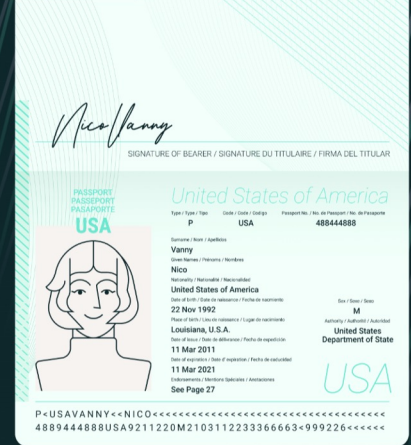 Nico Vanny
SIGNATURE OF BEARER / SIGNATURE DU TITULAIRE / FIRMA DEL TITULAR
PASSPORT
PASSEPORT
PASAPORTE
USA
United States of America
Type / Type / Tipo Code / Code / Codigo Passport No. / No. de Passport / No. de Pasaporte
P USA 488444888
Surname / Nom / Apellidos
Vanny
Given Names / Prénoms / Nombres
Nico
Nationality / Nationalité / Nacionalidad
United States of America
Date of birth / Date de naissance / Fecha de nacimiento
22 Nov 1992
Place of birth / Lieu de naissance / Lugar de nacimiento
Louisiana, U.S.A.
Date of issue / Date de délivrance / Fecha de expedición
11 Mar 2011
Date of expiration / Date d'expiration / Fecha de caducidad
11 Mar 2021
Endorsements / Mentions Spéciales / Anotaciones
See Page 27
Sex / Sexe / Sexo
M
Authority / Authorité / Autoridad
United States
Department of State
USA
P<USAVANNY<<NICO<<<<<<<<<<<<<<<<<<<<<<<<<<<<
4889444888USA9211220M2103112233366663<999226<<<<<<